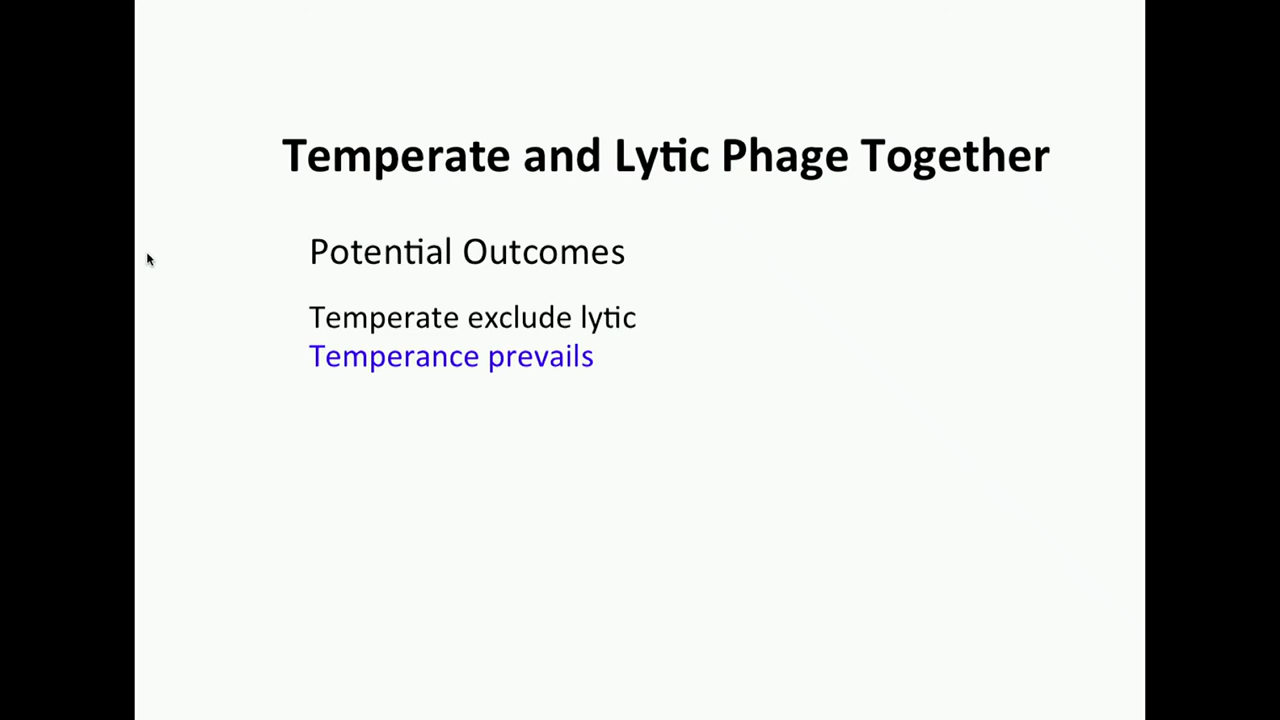 Temperate and Lytic Phage Together
Potential Outcomes
Temperate exclude lytic
Temperance prevails